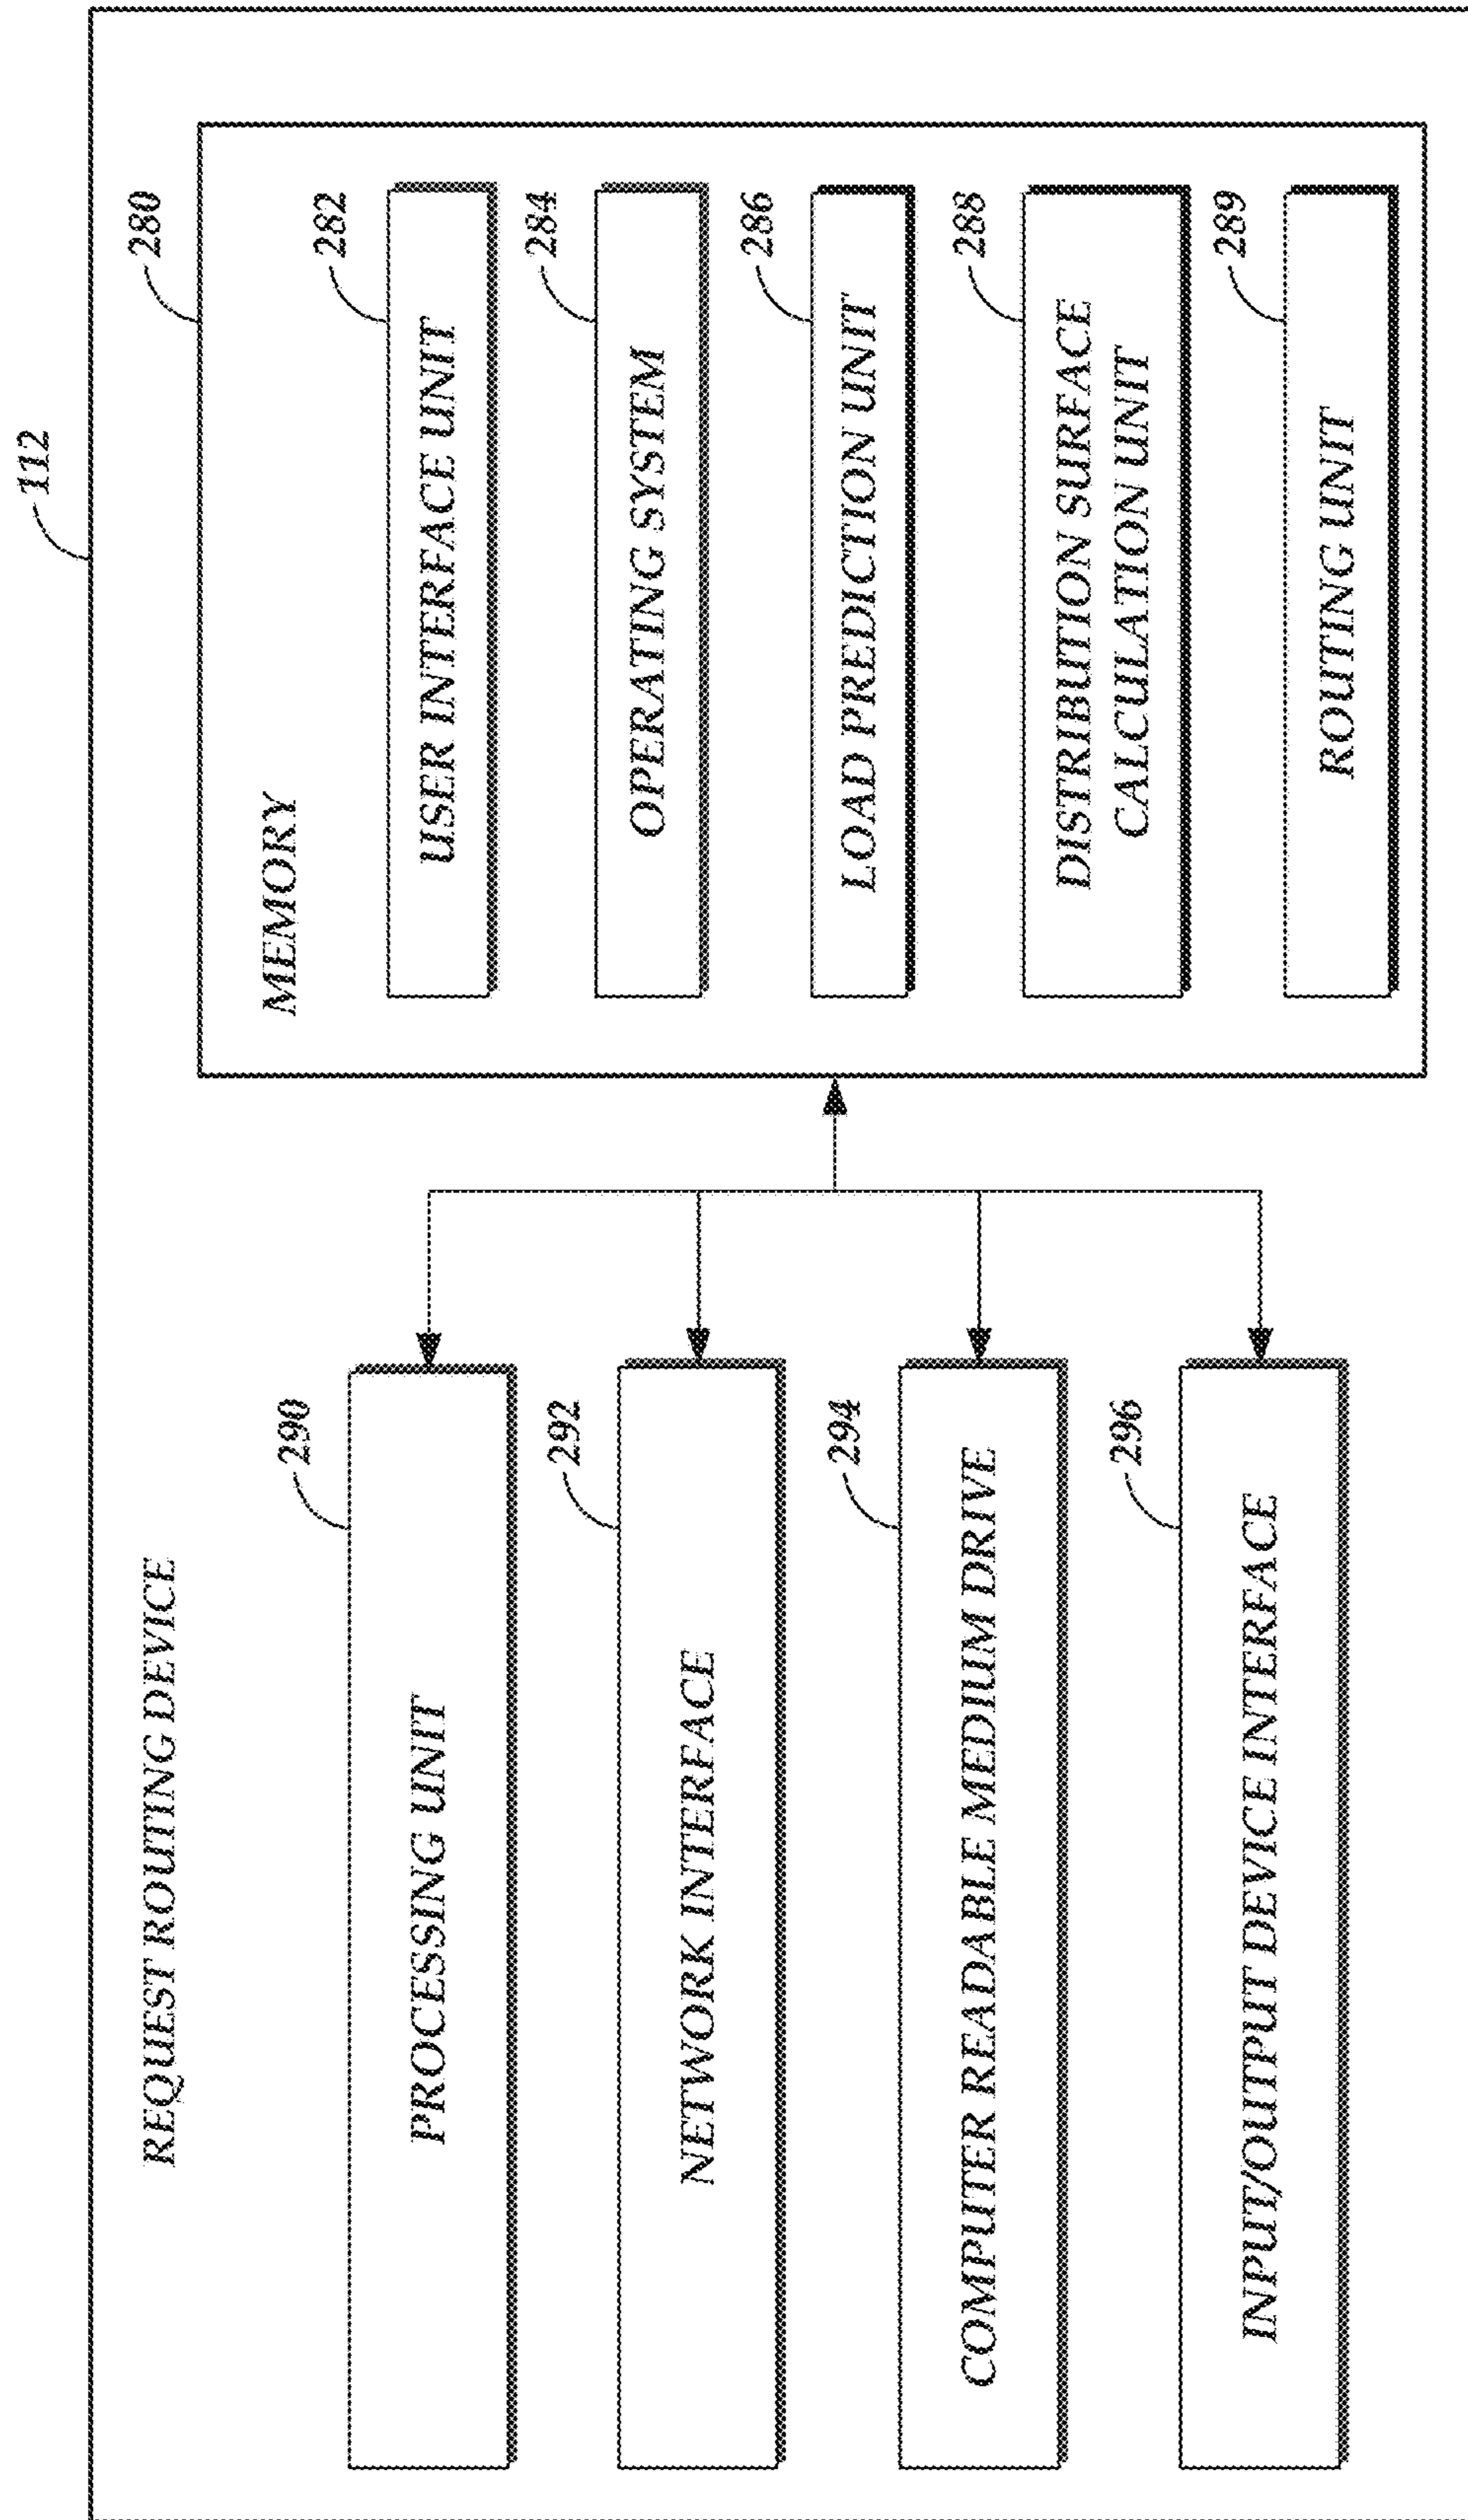 112
REQUEST ROUTING DEVICE
290
PROCESSING UNIT
292
NETWORK INTERFACE
294
COMPUTER READABLE MEDIUM DRIVE
296
INPUT/OUTPUT DEVICE INTERFACE
280
MEMORY
282
USER INTERFACE UNIT
284
OPERATING SYSTEM
286
LOAD PREDICTION UNIT
288
DISTRIBUTION SURFACE
CALCULATION UNIT
289
ROUTING UNIT